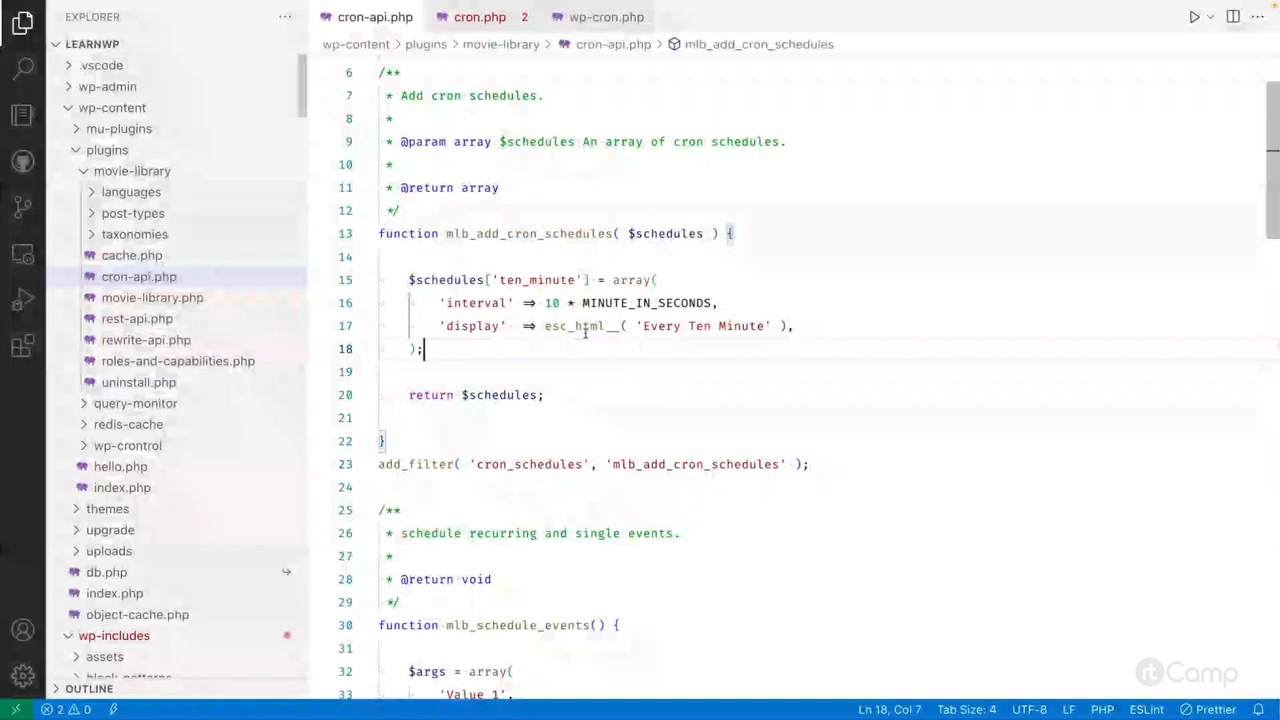 EXPLORER
cron-api.php
cron.php 2
wp-cron.php
LEARNWP
wp-content > plugins > movie-library > cron-api.php > mlb_add_cron_schedules
.vscode
wp-admin
wp-content
mu-plugins
plugins
movie-library
languages
post-types
taxonomies
cache.php
cron-api.php
movie-library.php
rest-api.php
rewrite-api.php
roles-and-capabilities.php
uninstall.php
query-monitor
redis-cache
wp-crontrol
hello.php
index.php
themes
upgrade
uploads
db.php
index.php
object-cache.php
wp-includes
assets
block-patterns
OUTLINE
6 /**
7 * Add cron schedules.
8 *
9 * @param array $schedules An array of cron schedules.
10 *
11 * @return array
12 */
13 function mlb_add_cron_schedules( $schedules ) {
14
15 $schedules['ten_minute'] = array(
16 'interval' => 10 * MINUTE_IN_SECONDS,
17 'display' => esc_html__( 'Every Ten Minute' ),
18 );
19
20 return $schedules;
21
22 }
23 add_filter( 'cron_schedules', 'mlb_add_cron_schedules' );
24
25 /**
26 * schedule recurring and single events.
27 *
28 * @return void
29 */
30 function mlb_schedule_events() {
31
32 $args = array(
33 'Value 1',
rtCamp
2 0
Ln 18, Col 7 Tab Size: 4 UTF-8 LF PHP ESLint Prettier